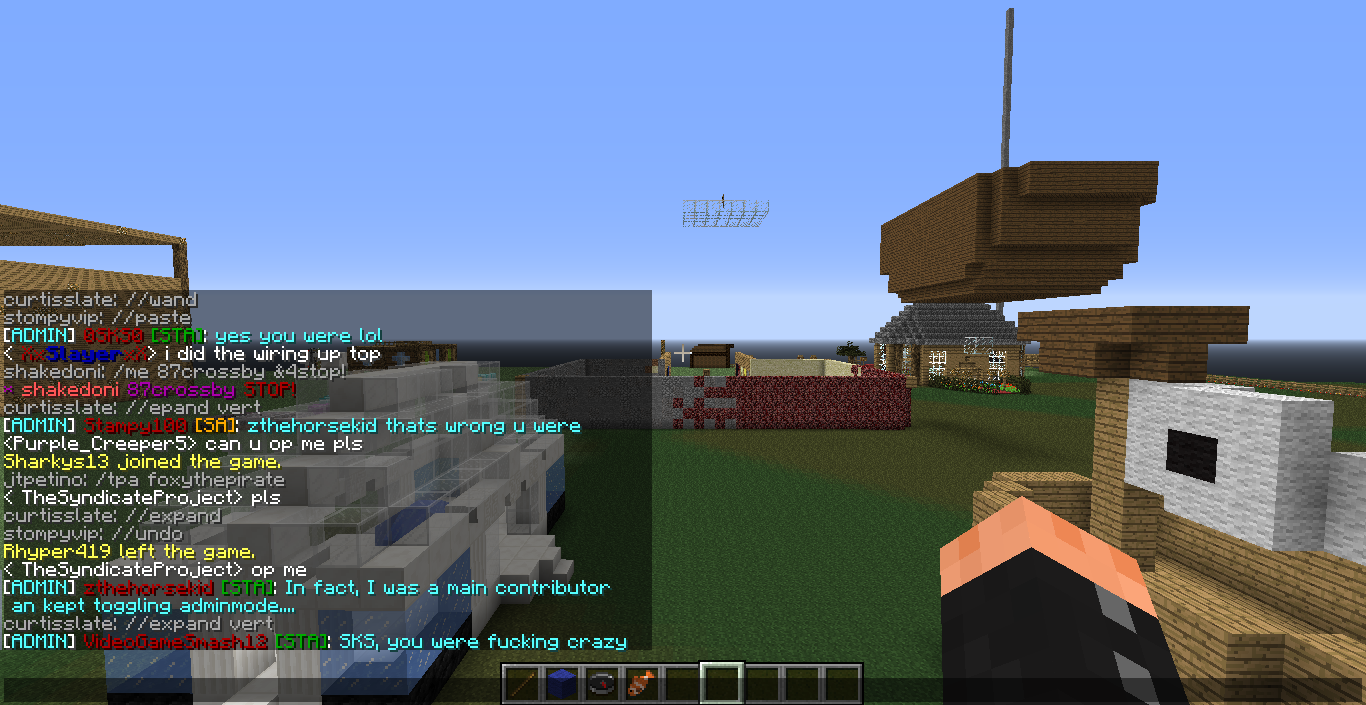 curtisslate: //wand
stompyvip: //paste
[ADMIN] 05K50 [STA]: yes you were lol
< XxSlayerxX> i did the wiring up top
shakedoni: /me 87crossby &4stop!
* shakedoni 87crossby STOP!
curtisslate: //epand vert
[ADMIN] Stampy100 [SA]: zthehorsekid thats wrong u were
<Purple_Creeper5> can u op me pls
Sharkys13 joined the game.
jtpetino: /tpa foxythepirate
< TheSyndicateProject> pls
curtisslate: //expand
stompyvip: //undo
Rhyper419 left the game.
< TheSyndicateProject> op me
[ADMIN] zthehorsekid [STA]: In fact, I was a main contributor
an kept toggling adminmode....
curtisslate: //expand vert
[ADMIN] VideoGameSmash12 [STA]: SKS, you were fucking crazy